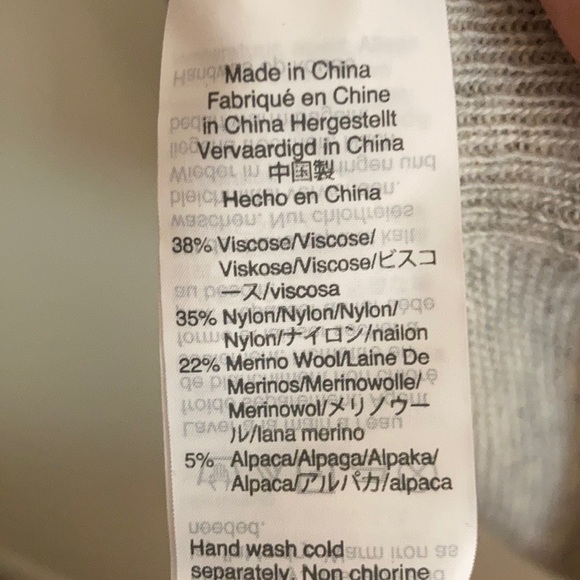 Made in China
Fabriqué en Chine
in China Hergestellt
Vervaardigd in China
中国製
Hecho en China
38% Viscose/Viscose/
Viskose/Viscose/ビスコ
ース/viscosa
35% Nylon/Nylon/Nylon/
Nylon/ナイロン/nailon
22% Merino Wool/Laine De
Merinos/Merinowolle/
Merinowol/メリノウー
ル/lana merino
5% Alpaca/Alpaga/Alpaka/
Alpaca/アルパカ/alpaca
Hand wash cold
separately. Non chlorine